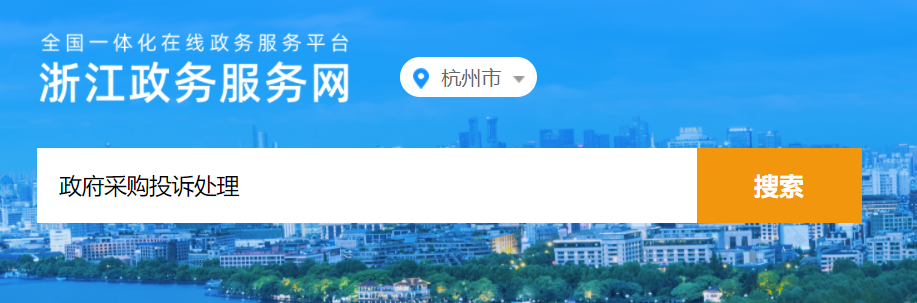 全国一体化在线政务服务平台
浙江政务服务网
杭州市
政府采购投诉处理
搜索